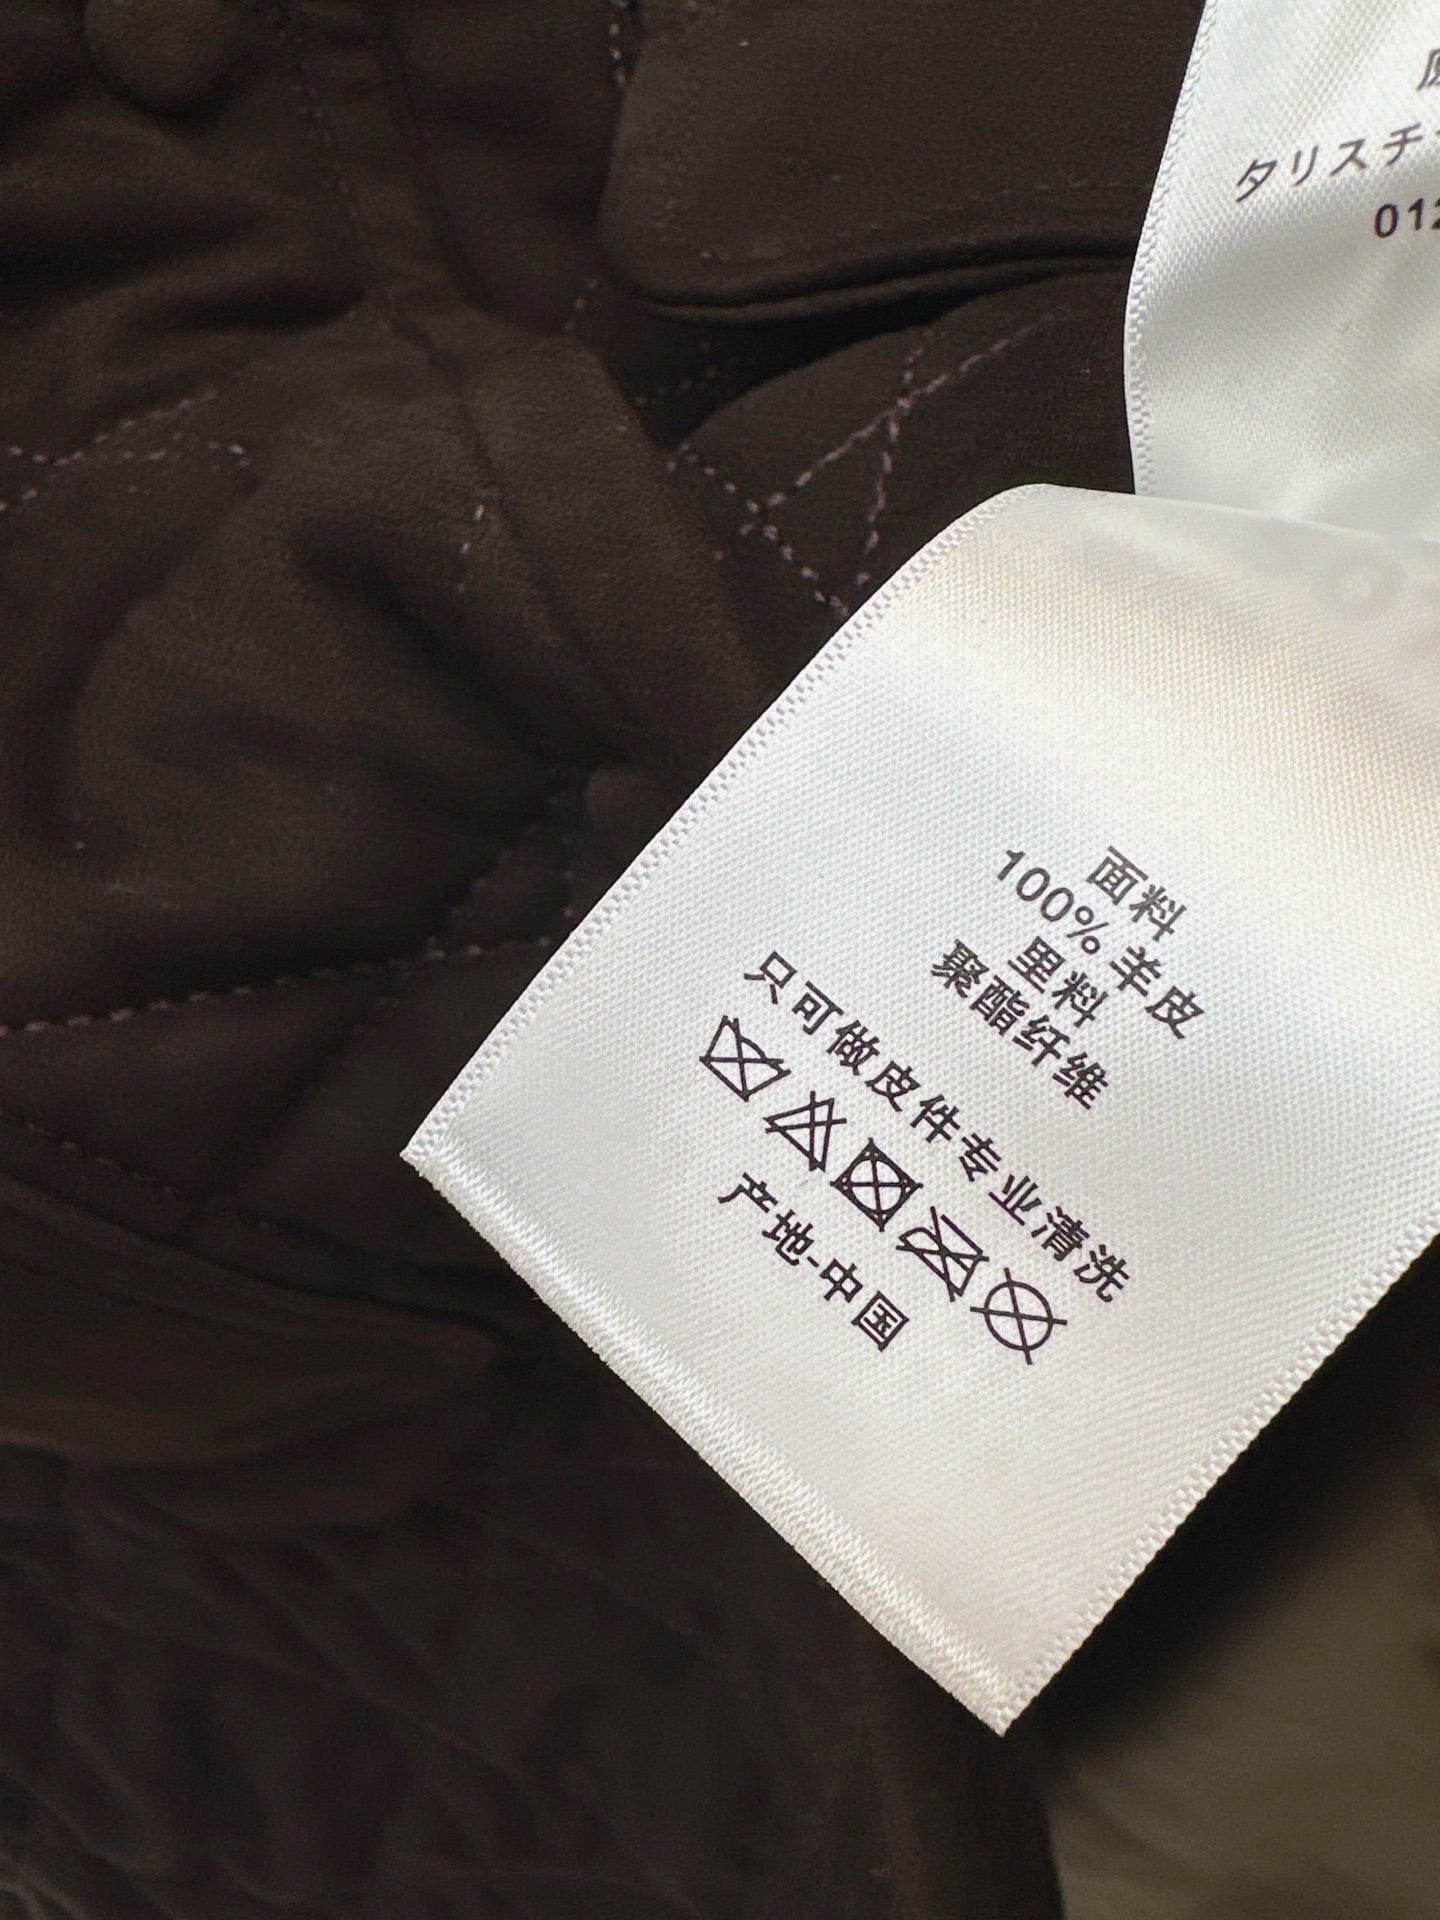 タリスチ
012
面料
100% 羊皮
里料
聚酯纤维
只可做皮件专业清洗
产地-中国